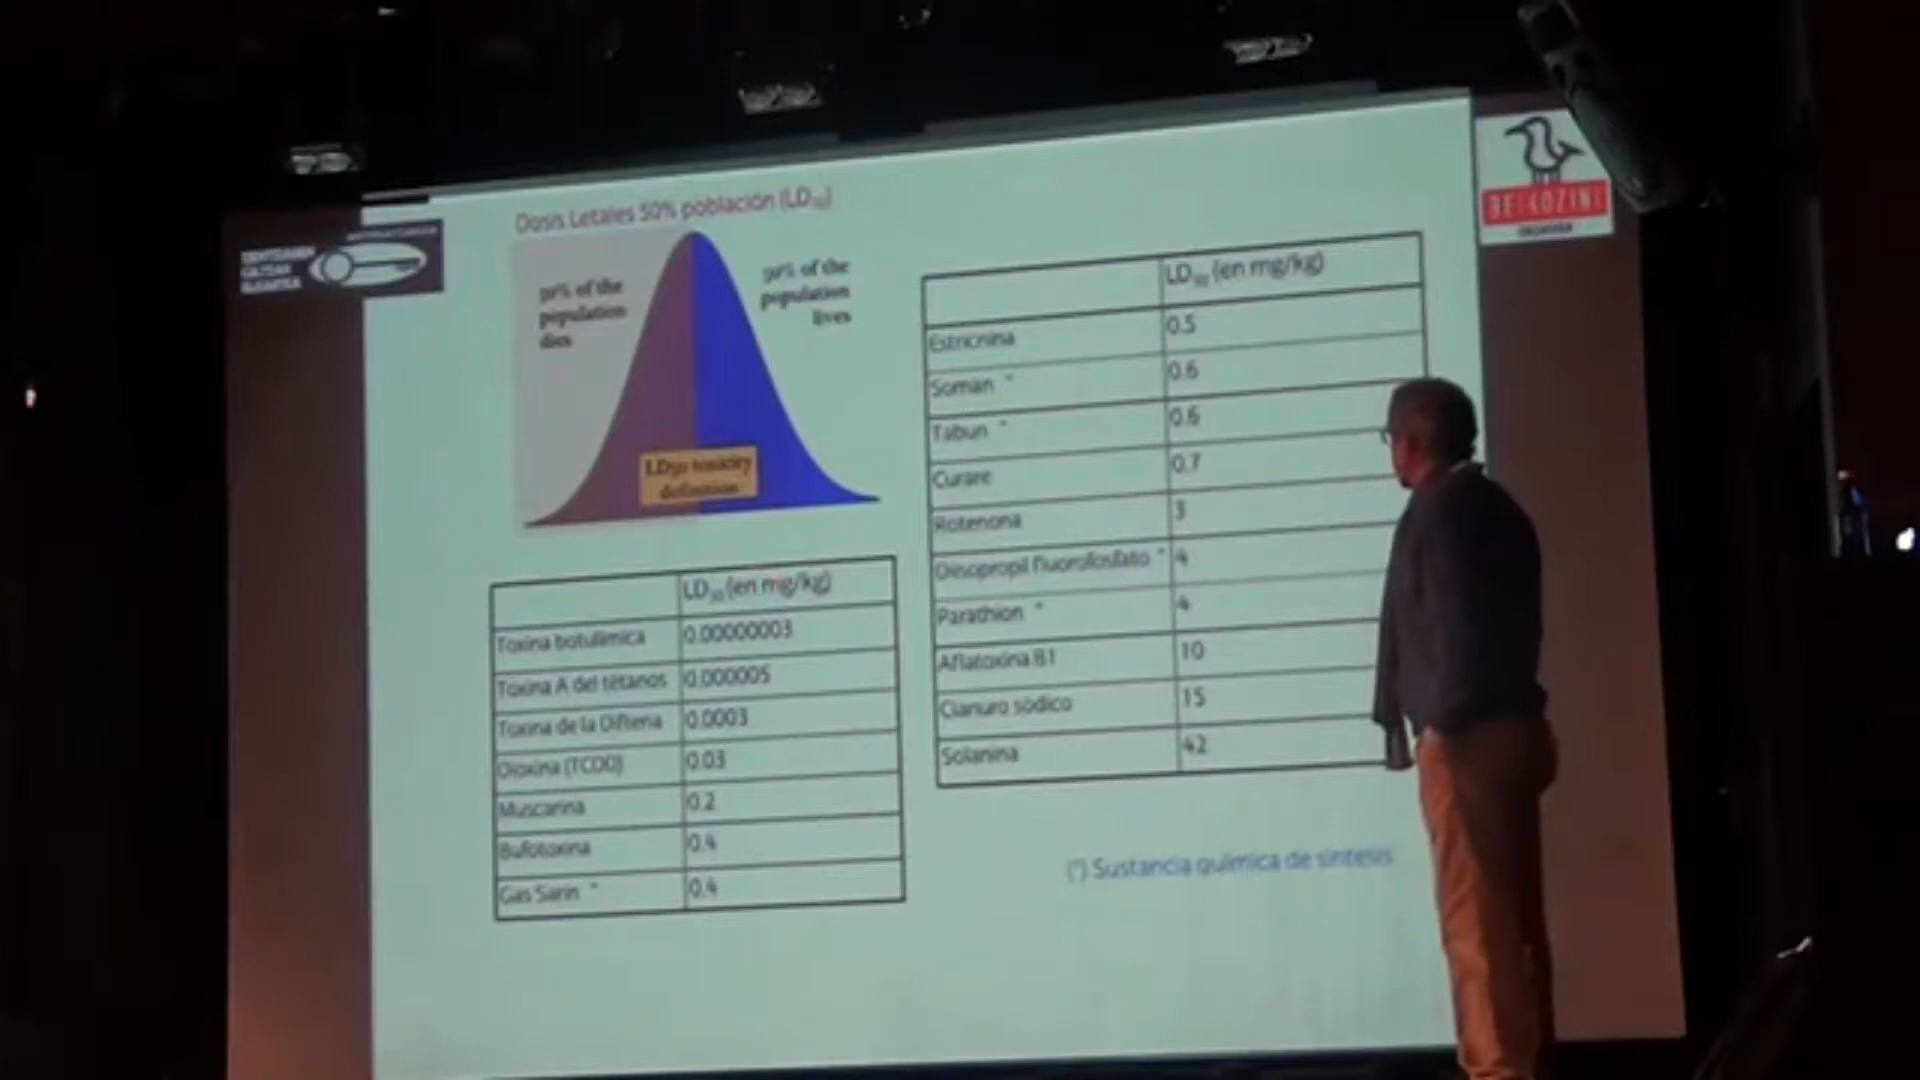 Dosis Letales 50% población (LD50)
50% of the
population
dies
50% of the
population
lives
LD50 toxicity
definition
LD50 (en mg/kg)
Toxina botulímica 0.00000003
Toxina A del tétanos 0.000005
Toxina de la Difteria 0.0003
Dioxina (TCDD) 0.03
Muscarina 0.2
Bufotoxina 0.4
Gas Sarin * 0.4
LD50 (en mg/kg)
Estricnina 0.5
Soman * 0.6
Tabun * 0.6
Curare 0.7
Rotenona 3
Diisopropil fluorofosfato * 4
Parathion * 4
Aflatoxina B1 10
Cianuro sódico 15
Solanina 42
(*) Sustancia química de síntesis